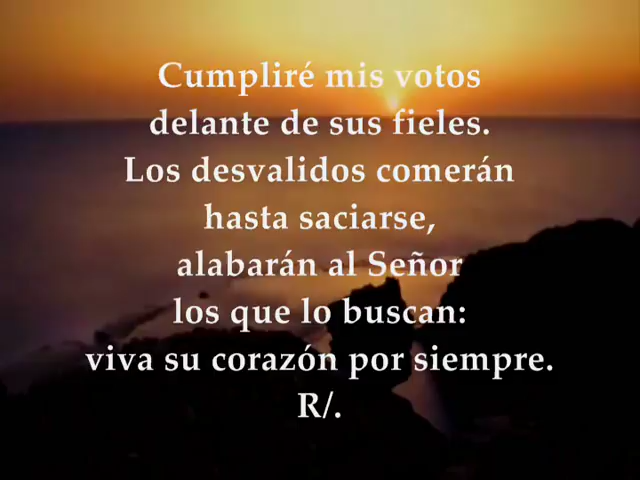 Cumpliré mis votos
delante de sus fieles.
Los desvalidos comerán
hasta saciarse,
alabarán al Señor
los que lo buscan:
viva su corazón por siempre.
R/.